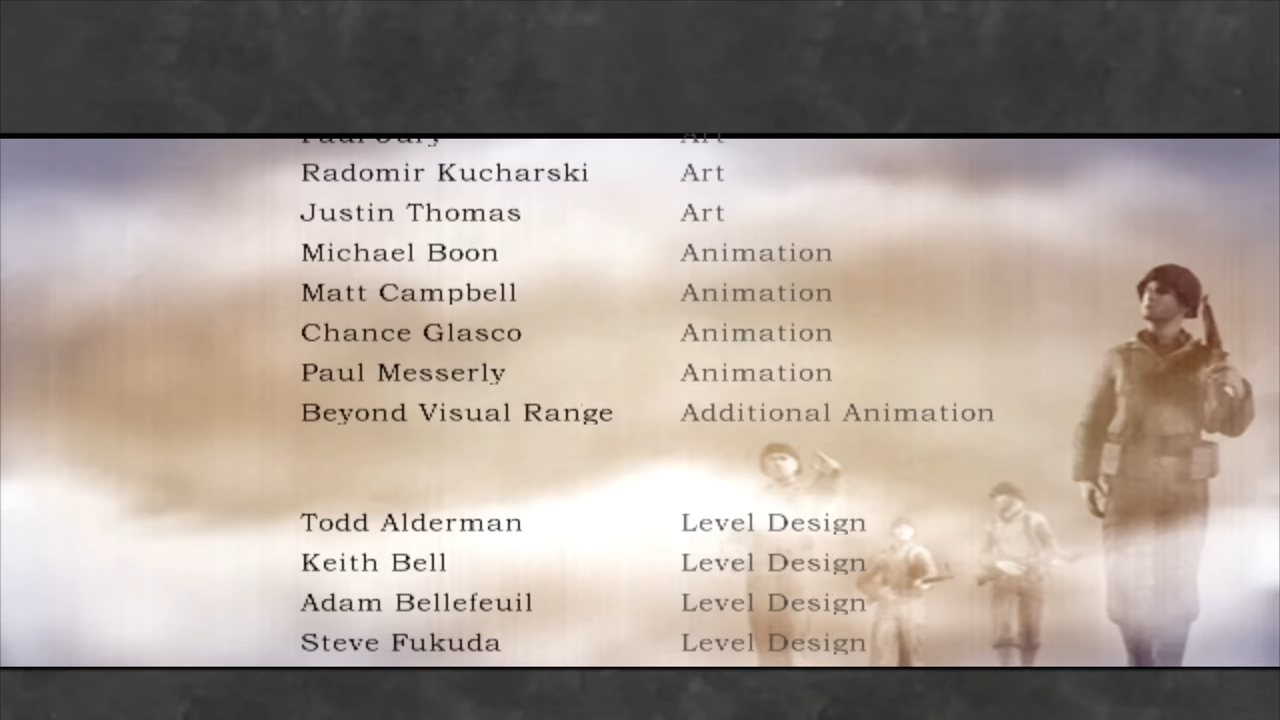 Art
Radomir Kucharski Art
Justin Thomas Art
Michael Boon Animation
Matt Campbell Animation
Chance Glasco Animation
Paul Messerly Animation
Beyond Visual Range Additional Animation
Todd Alderman Level Design
Keith Bell Level Design
Adam Bellefeuil Level Design
Steve Fukuda Level Design